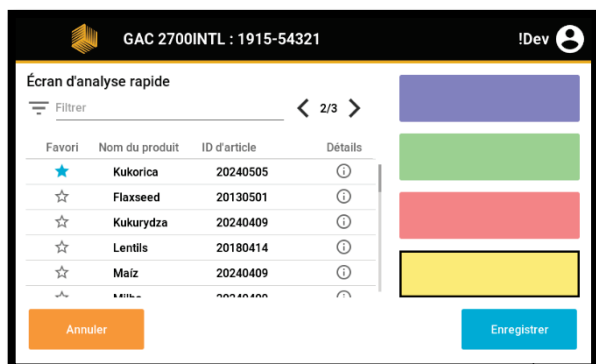 GAC 2700INTL : 1915-54321
!Dev
Écran d'analyse rapide
Filtrer
2/3
Favori Nom du produit ID d'article Détails
Kukorica 20240505
Flaxseed 20130501
Kukurydza 20240409
Lentils 20180414
Maíz 20240409
Annuler
Enregistrer